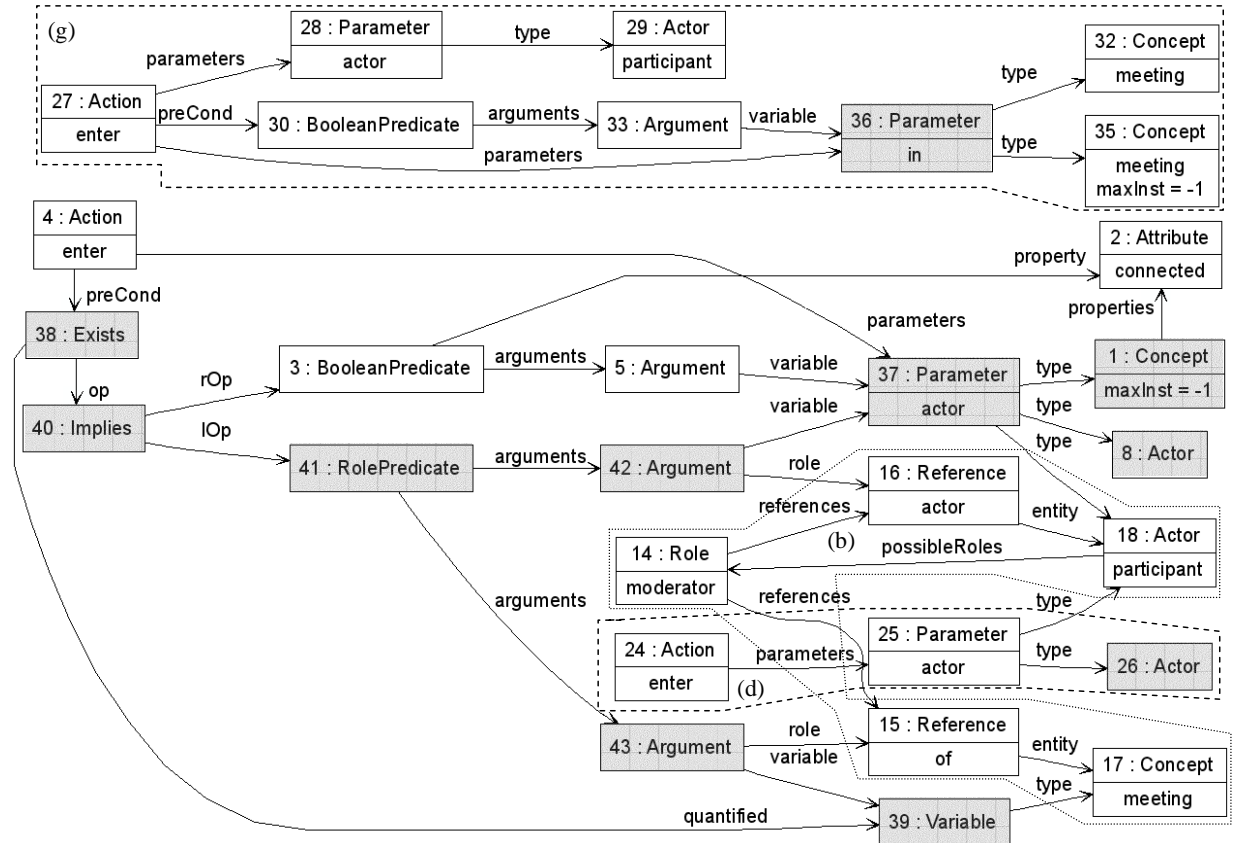 (g)
28 : Parameter
actor
type
29 : Actor
participant
32 : Concept
meeting
parameters
type
27 : Action
enter
preCond
30 : BooleanPredicate
arguments
33 : Argument
variable
36 : Parameter
in
type
35 : Concept
meeting
maxInst = -1
parameters
4 : Action
enter
2 : Attribute
connected
property
preCond
properties
38 : Exists
parameters
3 : BooleanPredicate
arguments
5 : Argument
variable
37 : Parameter
actor
type
1 : Concept
maxInst = -1
rOp
op
40 : Implies
lOp
variable
type
type
8 : Actor
41 : RolePredicate
arguments
42 : Argument
role
16 : Reference
actor
references
entity
(b)
18 : Actor
participant
14 : Role
moderator
possibleRoles
arguments
references
type
25 : Parameter
actor
24 : Action
enter
parameters
type
26 : Actor
(d)
15 : Reference
of
43 : Argument
role
variable
entity
17 : Concept
meeting
type
quantified
39 : Variable